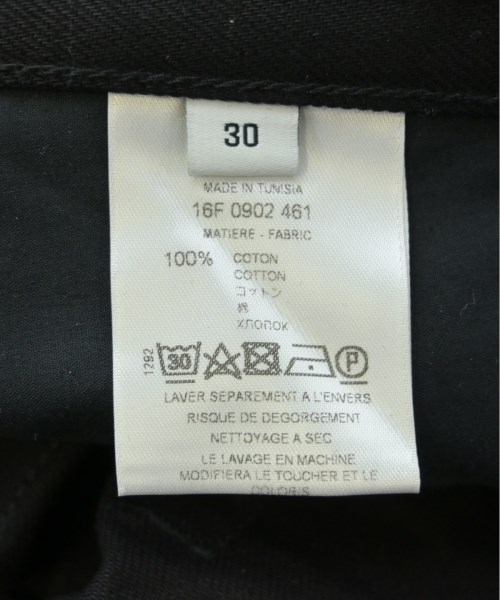 30
MADE IN TUNISIA
16F 0902 461
MATIERE - FABRIC
100% COTON
COTTON
コットン
棉
ХЛОПОК
1292 30 P
LAVER SEPAREMENT A L'ENVERS
RISQUE DE DEGORGEMENT
NETTOYAGE A SEC
LE LAVAGE EN MACHINE
MODIFIERA LE TOUCHER ET LE
COLORIS